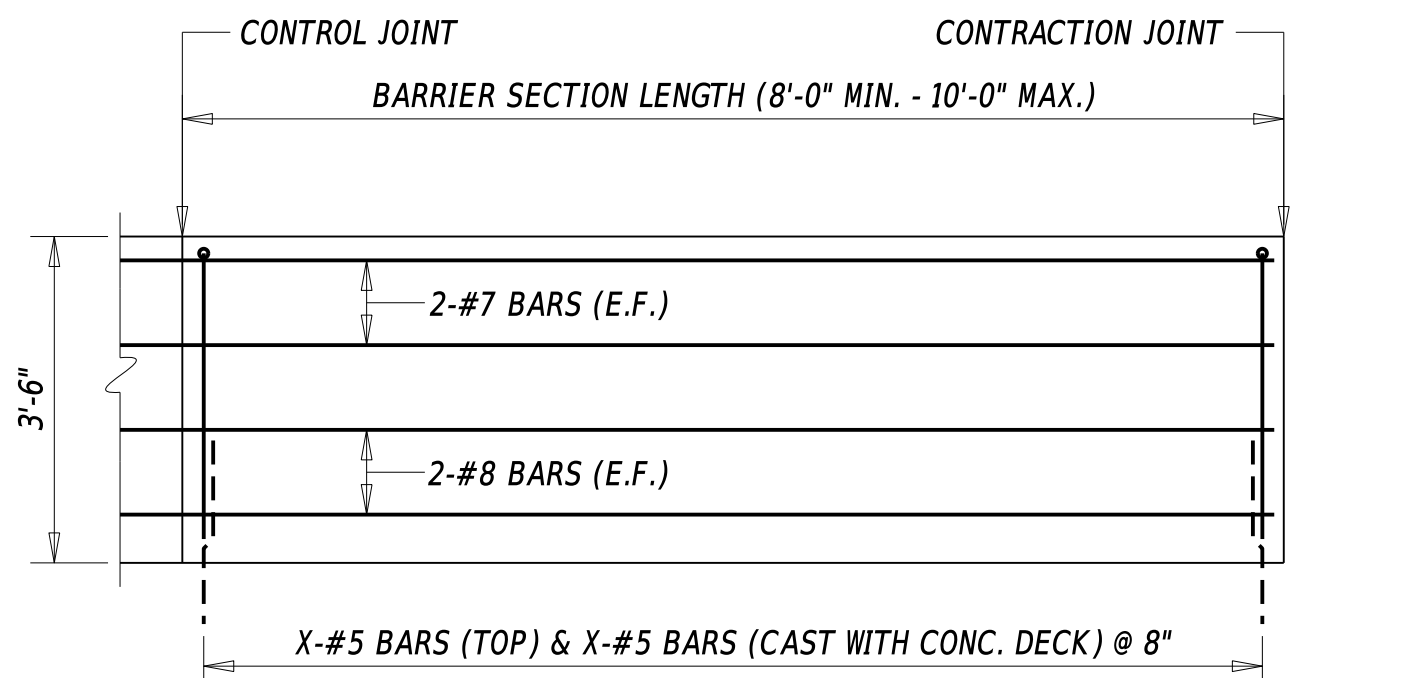 CONTROL JOINT
CONTRACTION JOINT
BARRIER SECTION LENGTH (8'-0" MIN. - 10'-0" MAX.)
2-#7 BARS (E.F.)
3'-6"
2-#8 BARS (E.F.)
X-#5 BARS (TOP) & X-#5 BARS (CAST WITH CONC. DECK) @ 8"